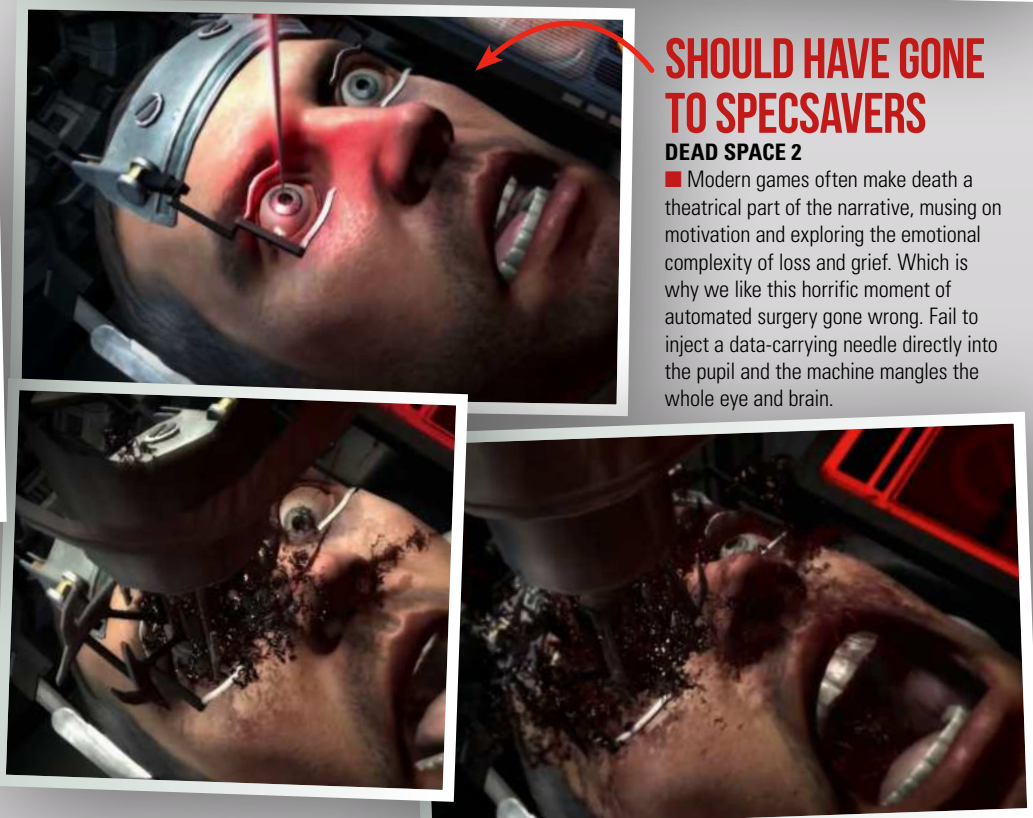 SHOULD HAVE GONE
TO SPECSAVERS
DEAD SPACE 2
■ Modern games often make death a
theatrical part of the narrative, musing on
motivation and exploring the emotional
complexity of loss and grief. Which is
why we like this horrific moment of
automated surgery gone wrong. Fail to
inject a data-carrying needle directly into
the pupil and the machine mangles the
whole eye and brain.